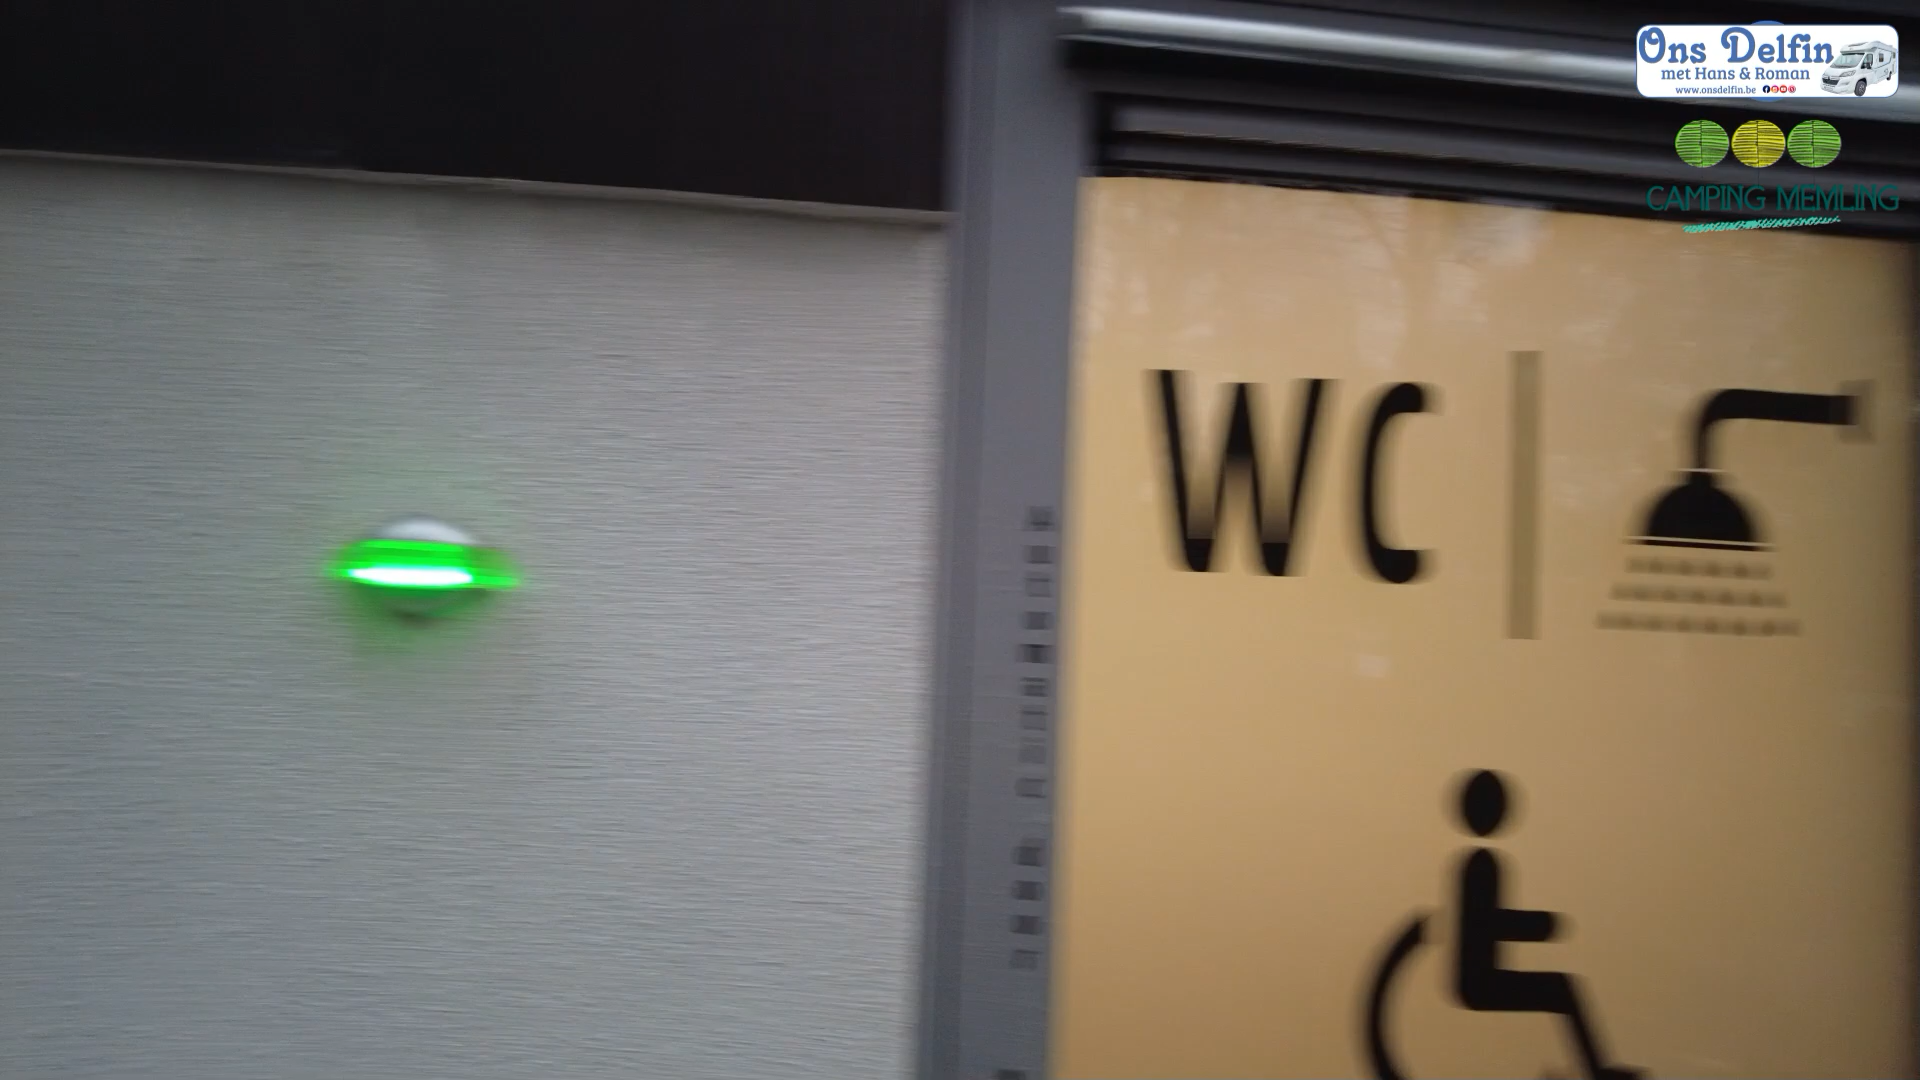 Ons Delfin
met Hans & Roman
www.onsdelfin.be
CAMPING MEMLING
WC